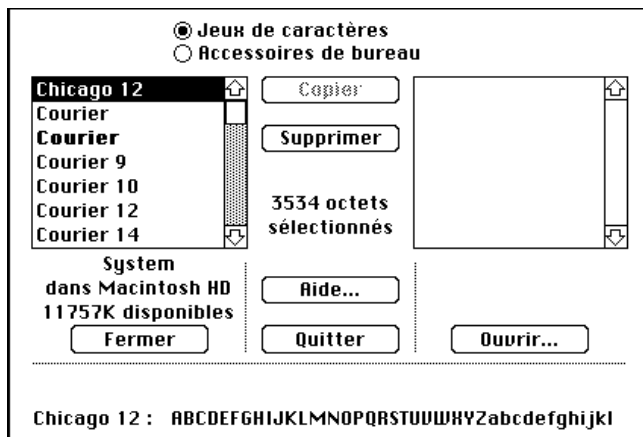 Jeux de caractères
Accessoires de bureau
Chicago 12
Courier
Courier
Courier 9
Courier 10
Courier 12
Courier 14
Copier
Supprimer
3534 octets
sélectionnés
System
dans Macintosh HD
11757K disponibles
Fermer
Aide...
Quitter
Ouvrir...
Chicago 12 : ABCDEFGHIJKLMNOPQRSTUVWXYZabcdefghijkl